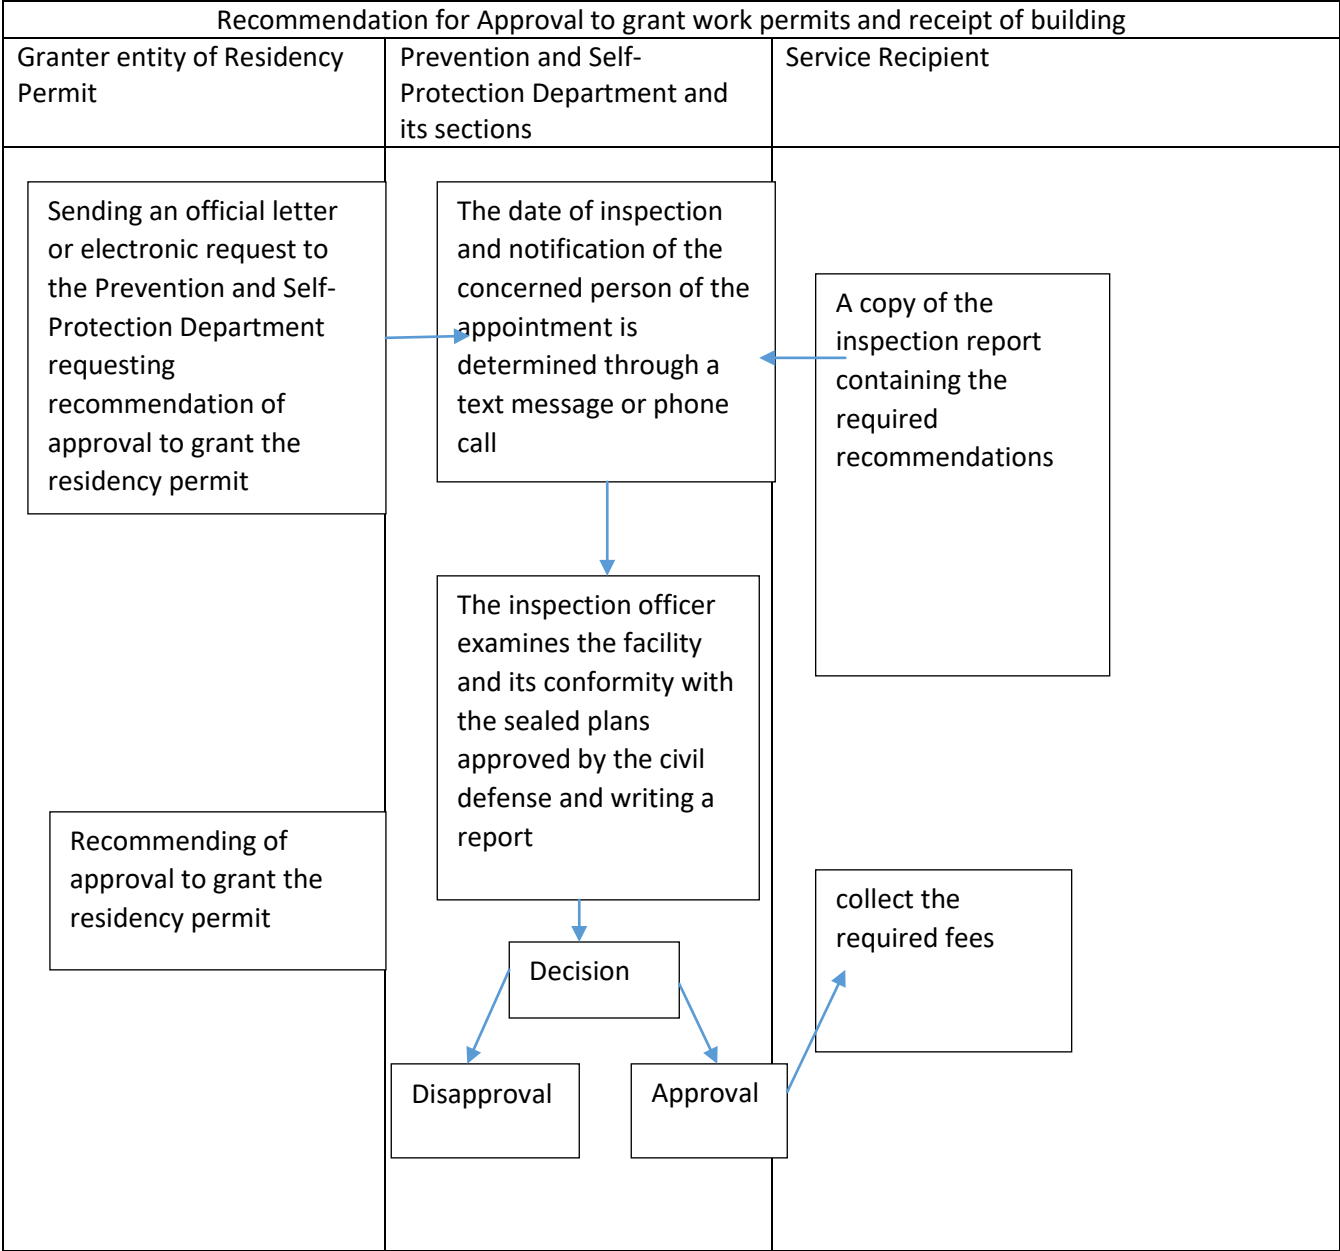 Recommendation for Approval to grant work permits and receipt of building
Granter entity of Residency
Permit
Prevention and Self-
Protection Department and
its sections
Service Recipient
Sending an official letter
or electronic request to
the Prevention and Self-
Protection Department
requesting
recommendation of
approval to grant the
residency permit
The date of inspection
and notification of the
concerned person of the
appointment is
determined through a
text message or phone
call
A copy of the
inspection report
containing the
required
recommendations
The inspection officer
examines the facility
and its conformity with
the sealed plans
approved by the civil
defense and writing a
report
Recommending of
approval to grant the
residency permit
collect the
required fees
Decision
Disapproval
Approval